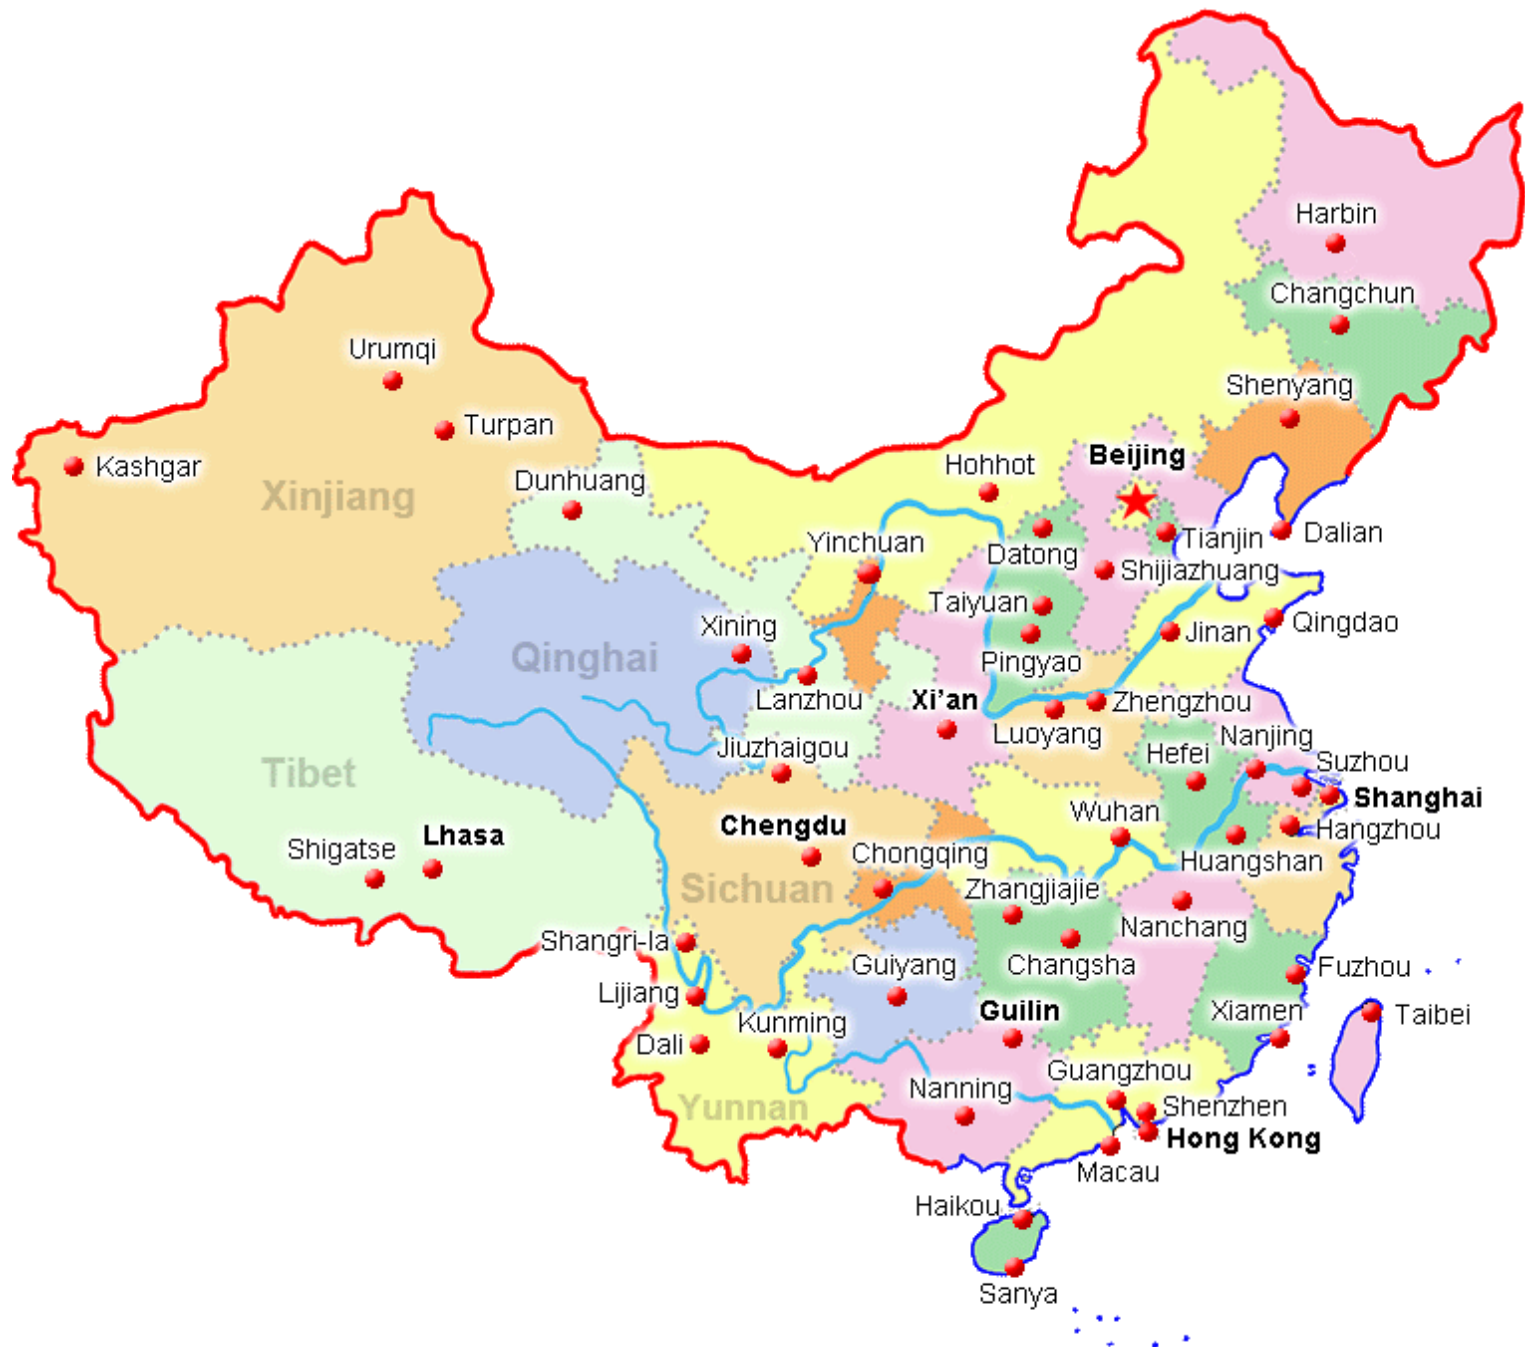 Harbin
Changchun
Urumqi
Shenyang
Turpan
Beijing
Kashgar
Hohhot
Dunhuang
Xinjiang
Dalian
Yinchuan
Tianjin
Datong
Shijiazhuang
Taiyuan
Qingdao
Xining
Jinan
Qinghai
Pingyao
Lanzhou
Xi’an
Zhengzhou
Luoyang
Nanjing
Jiuzhaigou
Hefei
Suzhou
Tibet
Shanghai
Wuhan
Chengdu
Hangzhou
Lhasa
Shigatse
Chongqing
Huangshan
Sichuan
Zhangjiajie
Nanchang
Shangri-la
Guiyang
Changsha
Fuzhou
Lijiang
Guilin
Xiamen
Taibei
Kunming
Dali
Guangzhou
Nanning
Yunnan
Shenzhen
Hong Kong
Macau
Haikou
Sanya